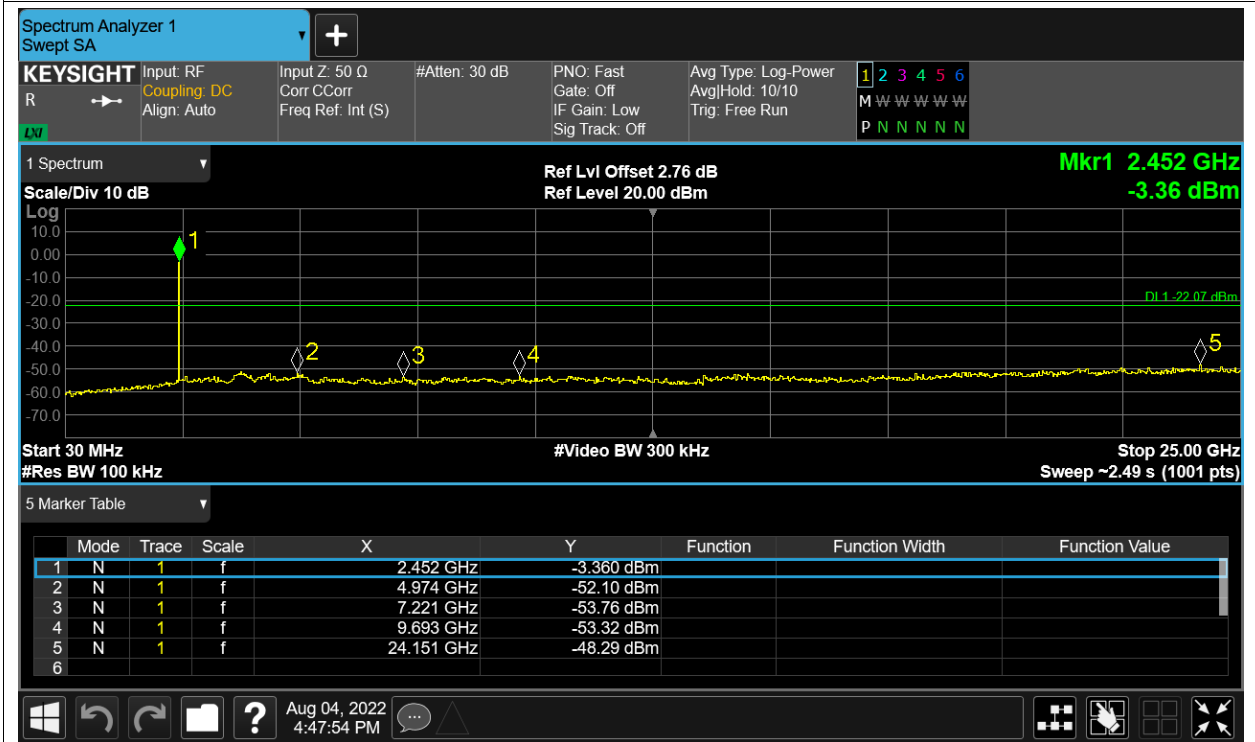 Spectrum Analyzer 1
Swept SA
+
KEYSIGHT
R
LXI
Input: RF
Coupling: DC
Align: Auto
Input Z: 50 Ω
Corr CCorr
Freq Ref: Int (S)
#Atten: 30 dB
PNO: Fast
Gate: Off
IF Gain: Low
Sig Track: Off
Avg Type: Log-Power
Avg|Hold: 10/10
Trig: Free Run
1 2 3 4 5 6
M W W W W W
P N N N N N
1 Spectrum
Scale/Div 10 dB
Ref Lvl Offset 2.76 dB
Ref Level 20.00 dBm
Mkr1 2.452 GHz
-3.36 dBm
Log
10.0
0.00
-10.0
-20.0
-30.0
-40.0
-50.0
-60.0
-70.0
1
2
3
4
5
DL1 -22.07 dBm
Start 30 MHz
#Res BW 100 kHz
#Video BW 300 kHz
Stop 25.00 GHz
Sweep ~2.49 s (1001 pts)
5 Marker Table
Mode Trace Scale X Y Function Function Width Function Value
1 N 1 f 2.452 GHz -3.360 dBm
2 N 1 f 4.974 GHz -52.10 dBm
3 N 1 f 7.221 GHz -53.76 dBm
4 N 1 f 9.693 GHz -53.32 dBm
5 N 1 f 24.151 GHz -48.29 dBm
6
?
Aug 04, 2022
4:47:54 PM